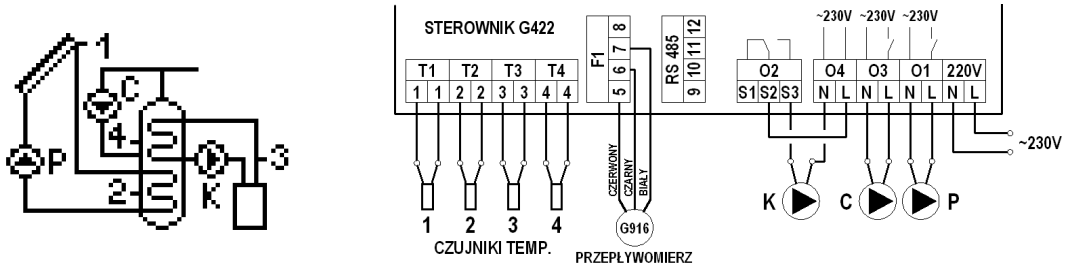 1
C
4
P
3
2
K
STEROWNIK G422
T1 T2 T3 T4
1 1 2 2 3 3 4 4
1 2 3 4
CZUJNIKI TEMP.
F1
5 6 7 8
CZERWONY
CZARNY
BIAŁY
G916
PRZEPŁYWOMIERZ
RS 485
9 10 11 12
~230V ~230V ~230V
O2 O4 O3 O1 220V
S1 S2 S3 N L N L N L N L
~230V
K C P